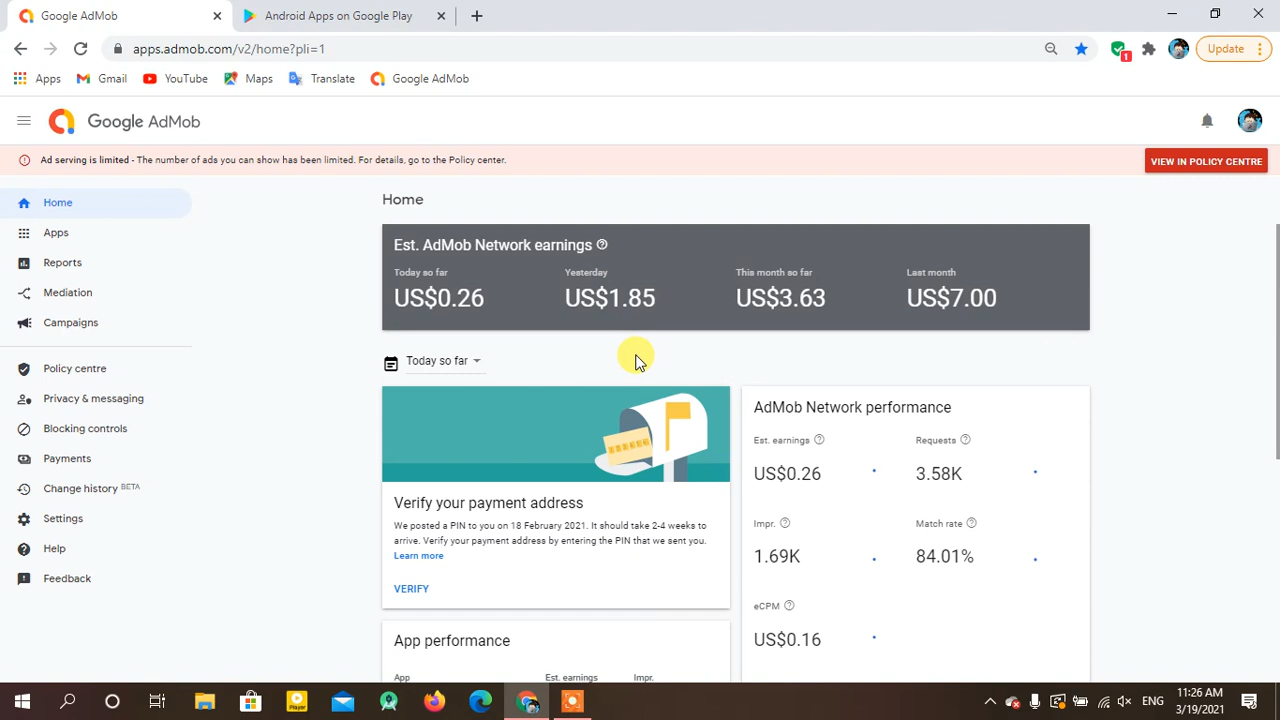 Google AdMob
Android Apps on Google Play
apps.admob.com/v2/home?pli=1
1
Update
Apps
Gmail
YouTube
Maps
Translate
Google AdMob
Google AdMob
Ad serving is limited - The number of ads you can show has been limited. For details, go to the Policy center.
VIEW IN POLICY CENTRE
Home
Apps
Reports
Mediation
Campaigns
Policy centre
Privacy & messaging
Blocking controls
Payments
Change history BETA
Settings
Help
Feedback
Home
Est. AdMob Network earnings
Today so far Yesterday This month so far Last month
US$0.26 US$1.85 US$3.63 US$7.00
Today so far
Verify your payment address
We posted a PIN to you on 18 February 2021. It should take 2-4 weeks to
arrive. Verify your payment address by entering the PIN that we sent you.
Learn more
VERIFY
App performance
App Est. earnings Impr.
AdMob Network performance
Est. earnings Requests
US$0.26 3.58K
Impr. Match rate
1.69K 84.01%
eCPM
US$0.16
Player
ENG
11:26 AM
3/19/2021